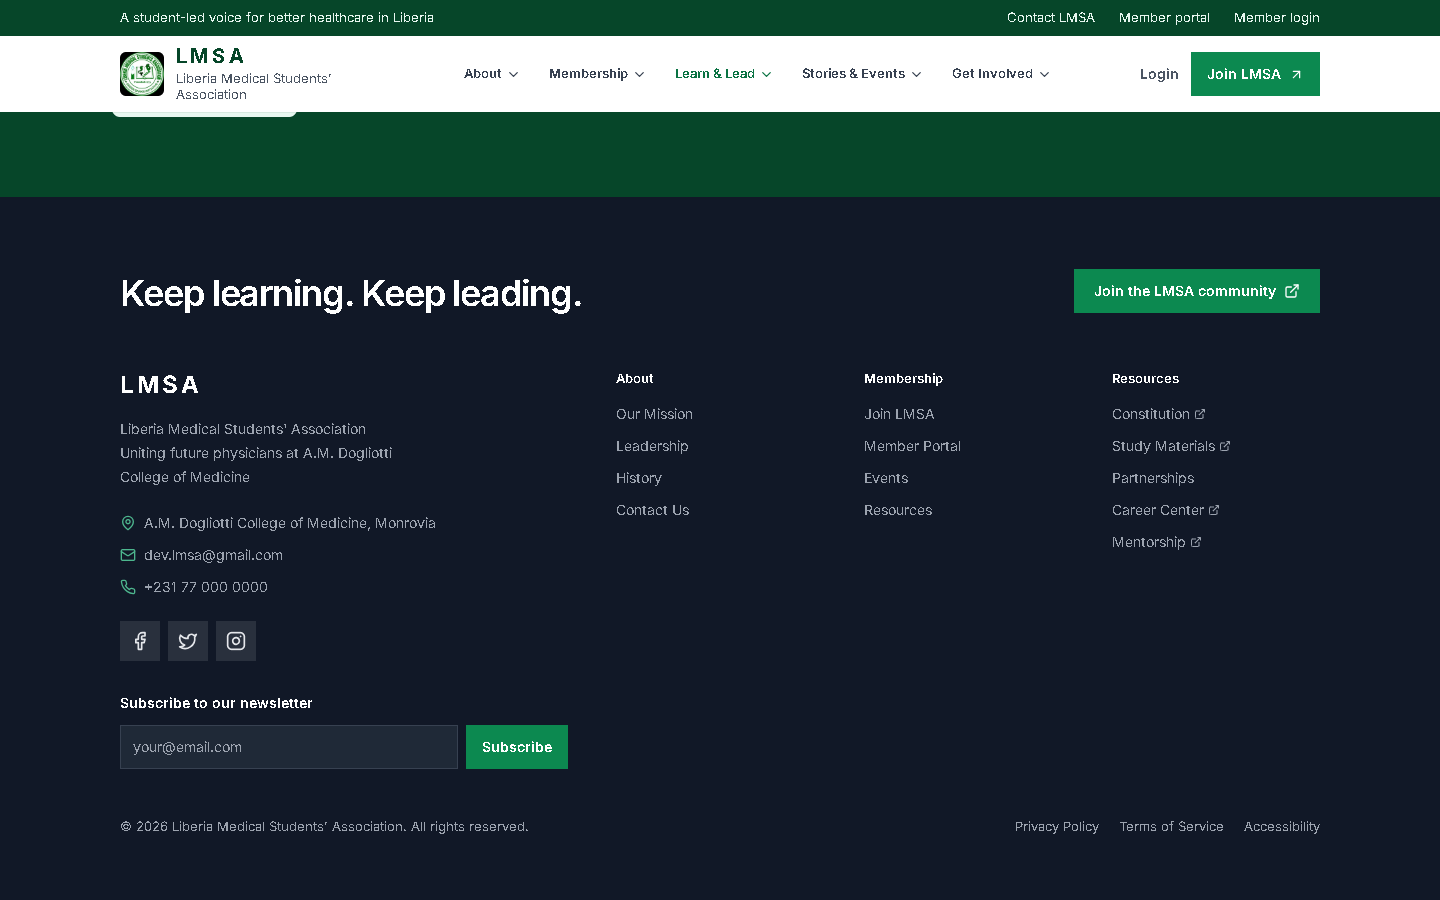 A student-led voice for better healthcare in Liberia
Contact LMSA Member portal Member login
LMSA
Liberia Medical Students’
Association
About Membership Learn & Lead Stories & Events Get Involved
Login Join LMSA
Keep learning. Keep leading.
Join the LMSA community
LMSA
Liberia Medical Students’ Association
Uniting future physicians at A.M. Dogliotti
College of Medicine
A.M. Dogliotti College of Medicine, Monrovia
dev.lmsa@gmail.com
+231 77 000 0000
About
Our Mission
Leadership
History
Contact Us
Membership
Join LMSA
Member Portal
Events
Resources
Resources
Constitution
Study Materials
Partnerships
Career Center
Mentorship
Subscribe to our newsletter
your@email.com Subscribe
© 2026 Liberia Medical Students’ Association. All rights reserved.
Privacy Policy Terms of Service Accessibility